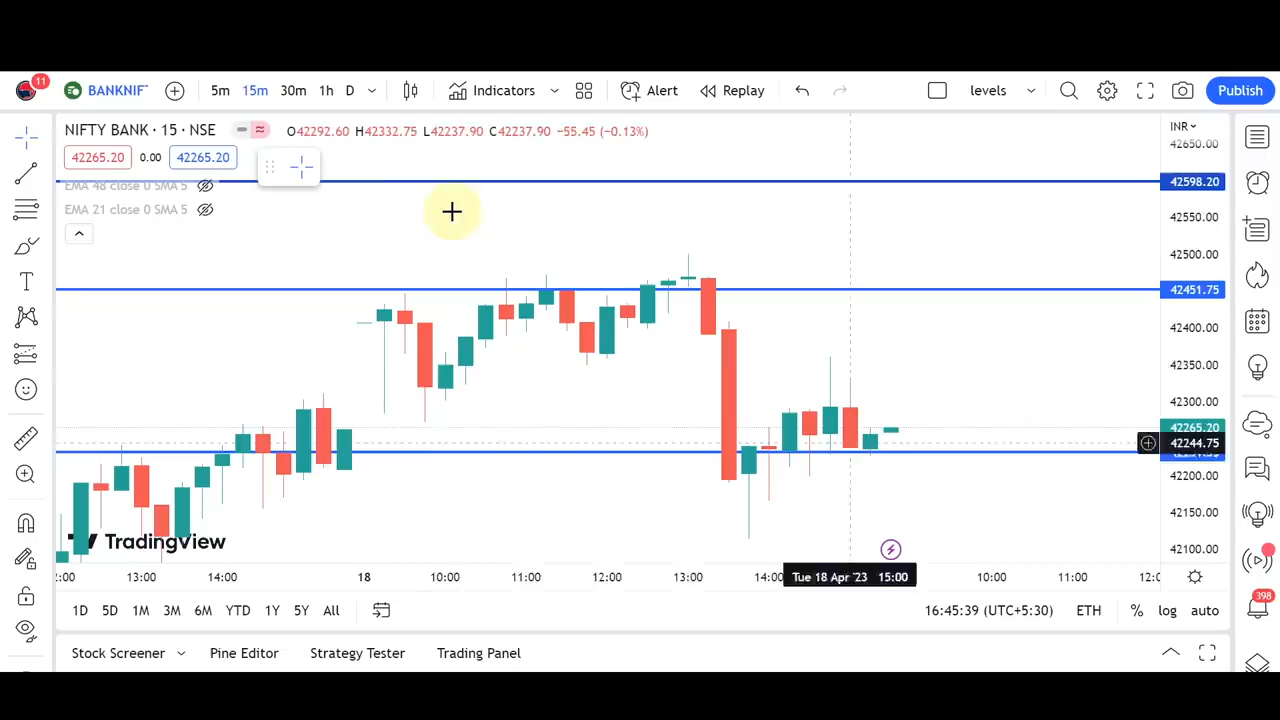 11
BANKNIF
5m 15m 30m 1h D
Indicators
Alert
Replay
levels
Publish
NIFTY BANK · 15 · NSE
O42292.60 H42332.75 L42237.90 C42237.90 −55.45 (−0.13%)
42265.20 0.00 42265.20
EMA 48 close 0 SMA 5
EMA 21 close 0 SMA 5
INR
42650.00
42598.20
42550.00
42500.00
42451.75
42400.00
42350.00
42300.00
42265.20
42244.75
42200.00
42150.00
42100.00
TradingView
:00 13:00 14:00 18 10:00 11:00 12:00 13:00 14:00 Tue 18 Apr '23 15:00 10:00 11:00 12:0
1D 5D 1M 3M 6M YTD 1Y 5Y All
16:45:39 (UTC+5:30) ETH % log auto
398
Stock Screener Pine Editor Strategy Tester Trading Panel